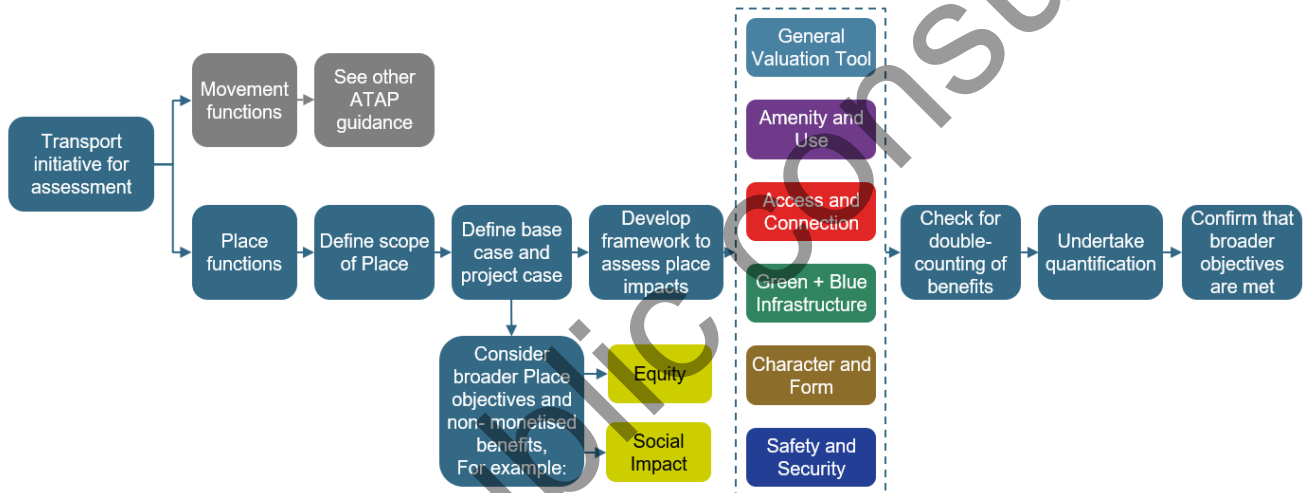 Transport
initiative for
assessment
Movement
functions
See other
ATAP
guidance
Place
functions
Define scope
of Place
Define base
case and
project case
Develop
framework to
assess place
impacts
Consider
broader Place
objectives and
non- monetised
benefits,
For example:
Equity
Social
Impact
General
Valuation Tool
Amenity and
Use
Access and
Connection
Green + Blue
Infrastructure
Character and
Form
Safety and
Security
Check for
double-
counting of
benefits
Undertake
quantification
Confirm that
broader
objectives
are met
blic consu